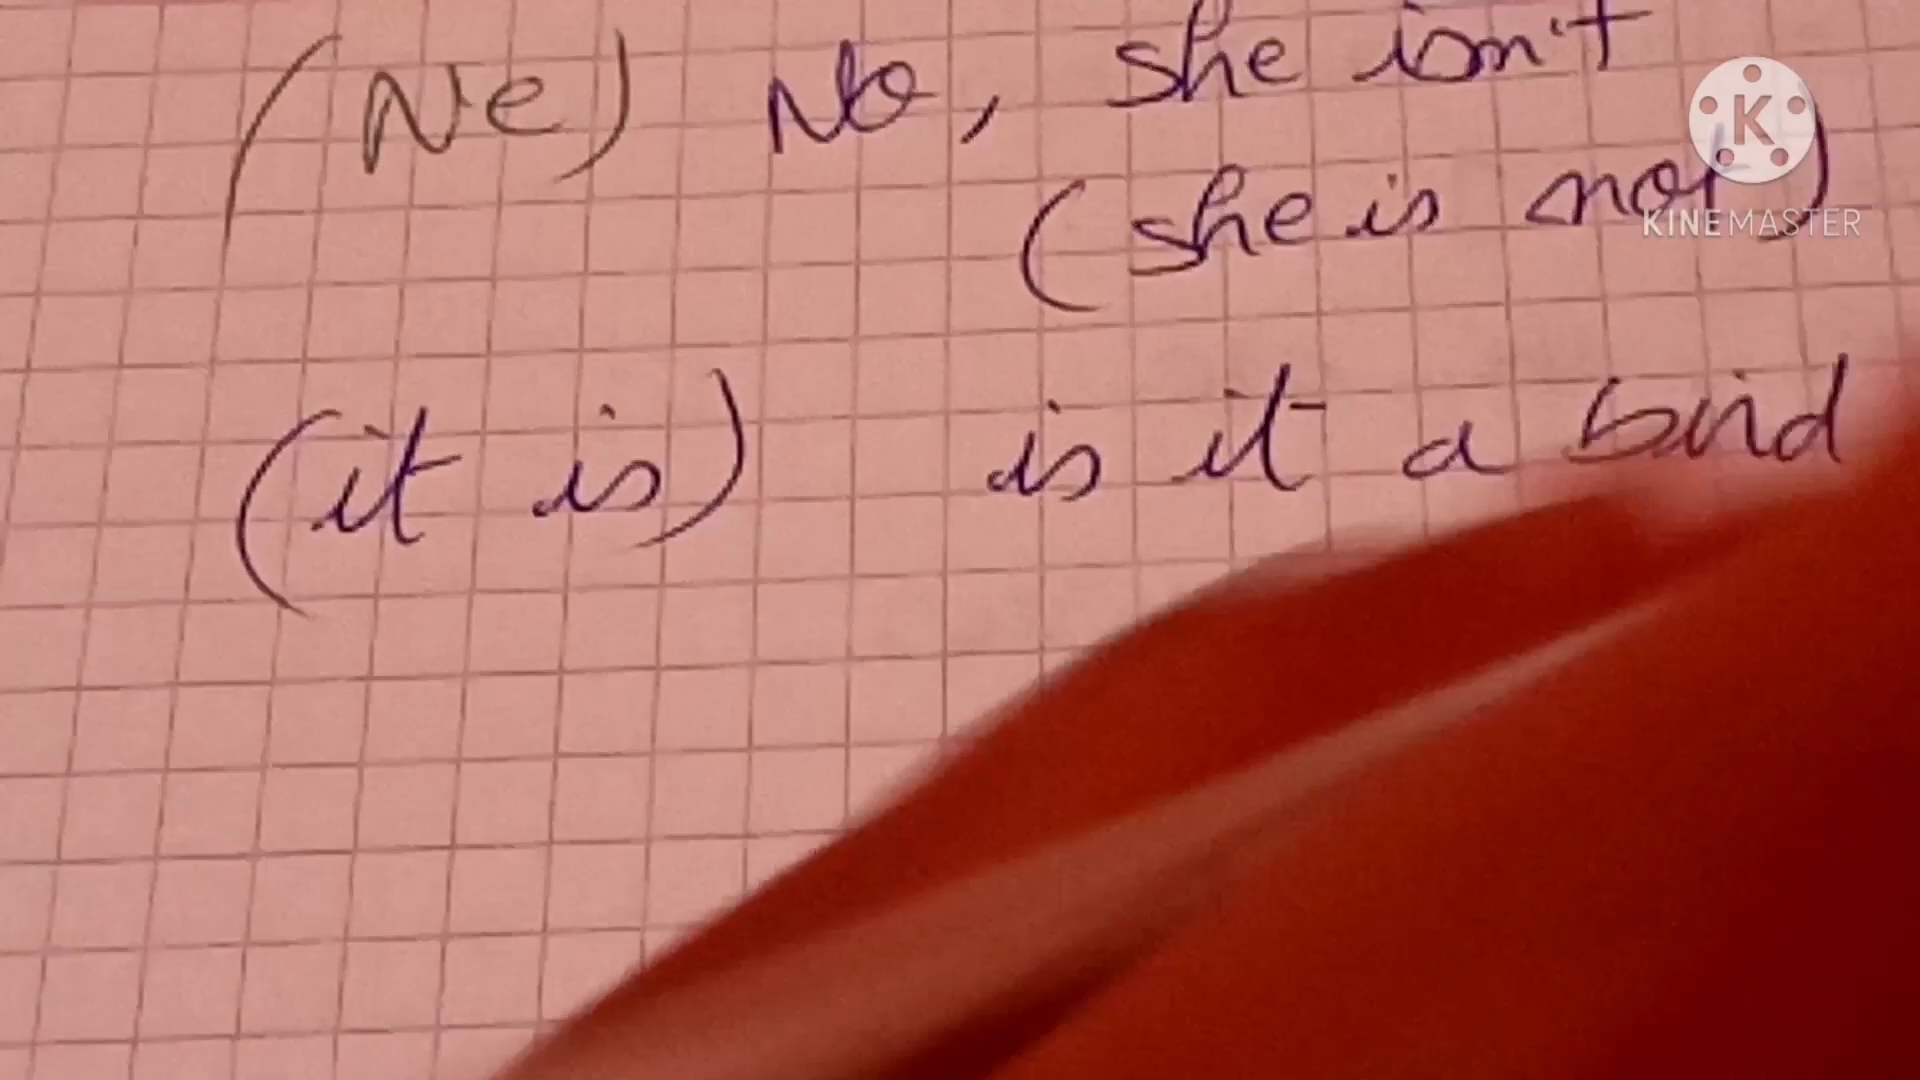 (Ne) No, she isn't
(she is not)
(it is) is it a bird
K
KINEMASTER